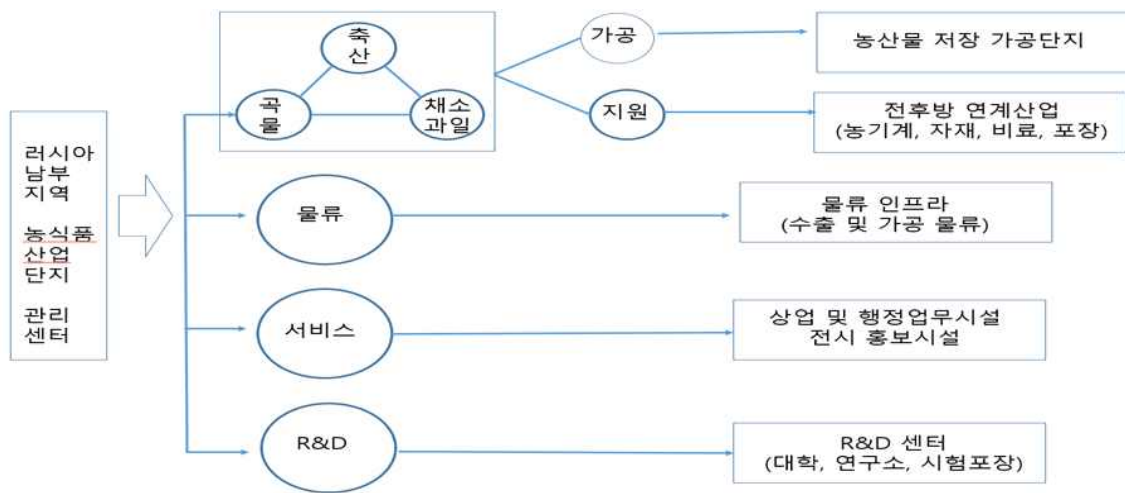 러시아
남부
지역
농식품
산업
단지
관리
센터
축
산
곡
물
채소
과일
가공
농산물 저장 가공단지
지원
전후방 연계산업
(농기계, 자재, 비료, 포장)
물류
물류 인프라
(수출 및 가공 물류)
서비스
상업 및 행정업무시설
전시 홍보시설
R&D
R&D 센터
(대학, 연구소, 시험포장)